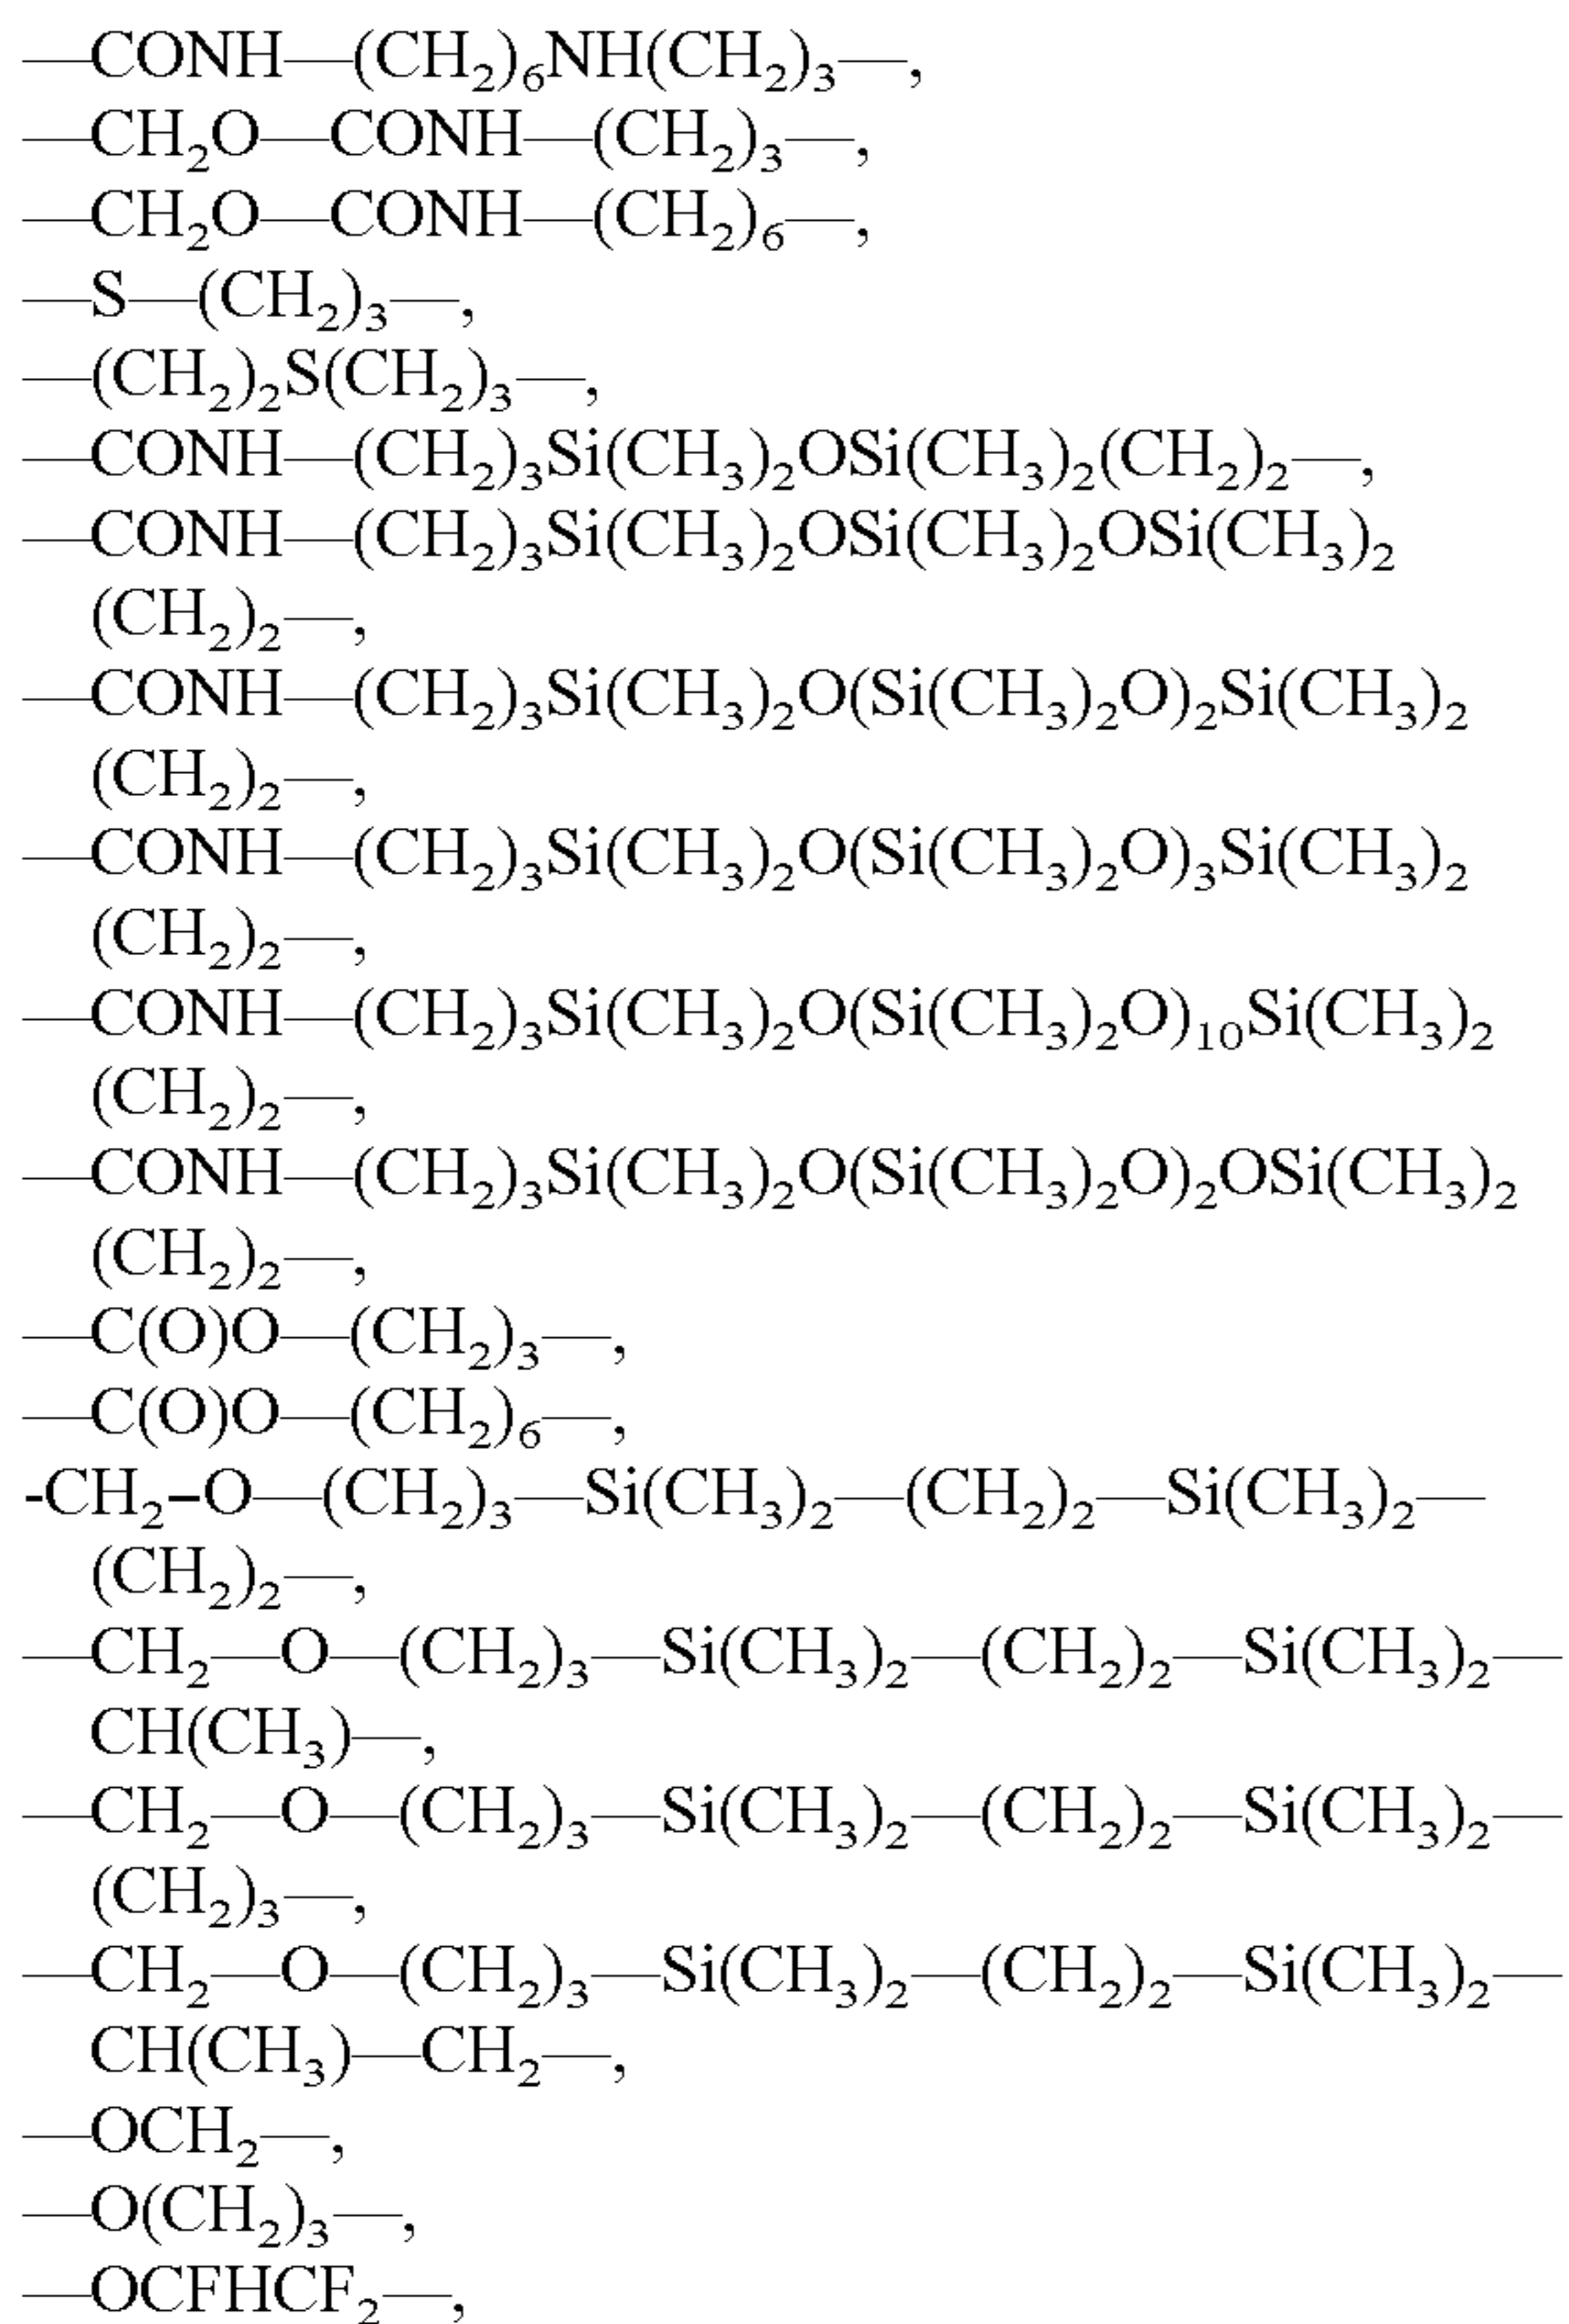 —CONH—(CH₂)₆NH(CH₂)₃—,
—CH₂O—CONH—(CH₂)₃—,
—CH₂O—CONH—(CH₂)₆—,
—S—(CH₂)₃—,
—(CH₂)₂S(CH₂)₃—,
—CONH—(CH₂)₃Si(CH₃)₂OSi(CH₃)₂(CH₂)₂—,
—CONH—(CH₂)₃Si(CH₃)₂OSi(CH₃)₂OSi(CH₃)₂
(CH₂)₂—,
—CONH—(CH₂)₃Si(CH₃)₂O(Si(CH₃)₂O)₂Si(CH₃)₂
(CH₂)₂—,
—CONH—(CH₂)₃Si(CH₃)₂O(Si(CH₃)₂O)₃Si(CH₃)₂
(CH₂)₂—,
—CONH—(CH₂)₃Si(CH₃)₂O(Si(CH₃)₂O)₁₀Si(CH₃)₂
(CH₂)₂—,
—CONH—(CH₂)₃Si(CH₃)₂O(Si(CH₃)₂O)₂OSi(CH₃)₂
(CH₂)₂—,
—C(O)O—(CH₂)₃—,
—C(O)O—(CH₂)₆—,
-CH₂–O—(CH₂)₃—Si(CH₃)₂—(CH₂)₂—Si(CH₃)₂—
(CH₂)₂—,
—CH₂—O—(CH₂)₃—Si(CH₃)₂—(CH₂)₂—Si(CH₃)₂—
CH(CH₃)—,
—CH₂—O—(CH₂)₃—Si(CH₃)₂—(CH₂)₂—Si(CH₃)₂—
(CH₂)₃—,
—CH₂—O—(CH₂)₃—Si(CH₃)₂—(CH₂)₂—Si(CH₃)₂—
CH(CH₃)—CH₂—,
—OCH₂—,
—O(CH₂)₃—,
—OCFHCF₂—,